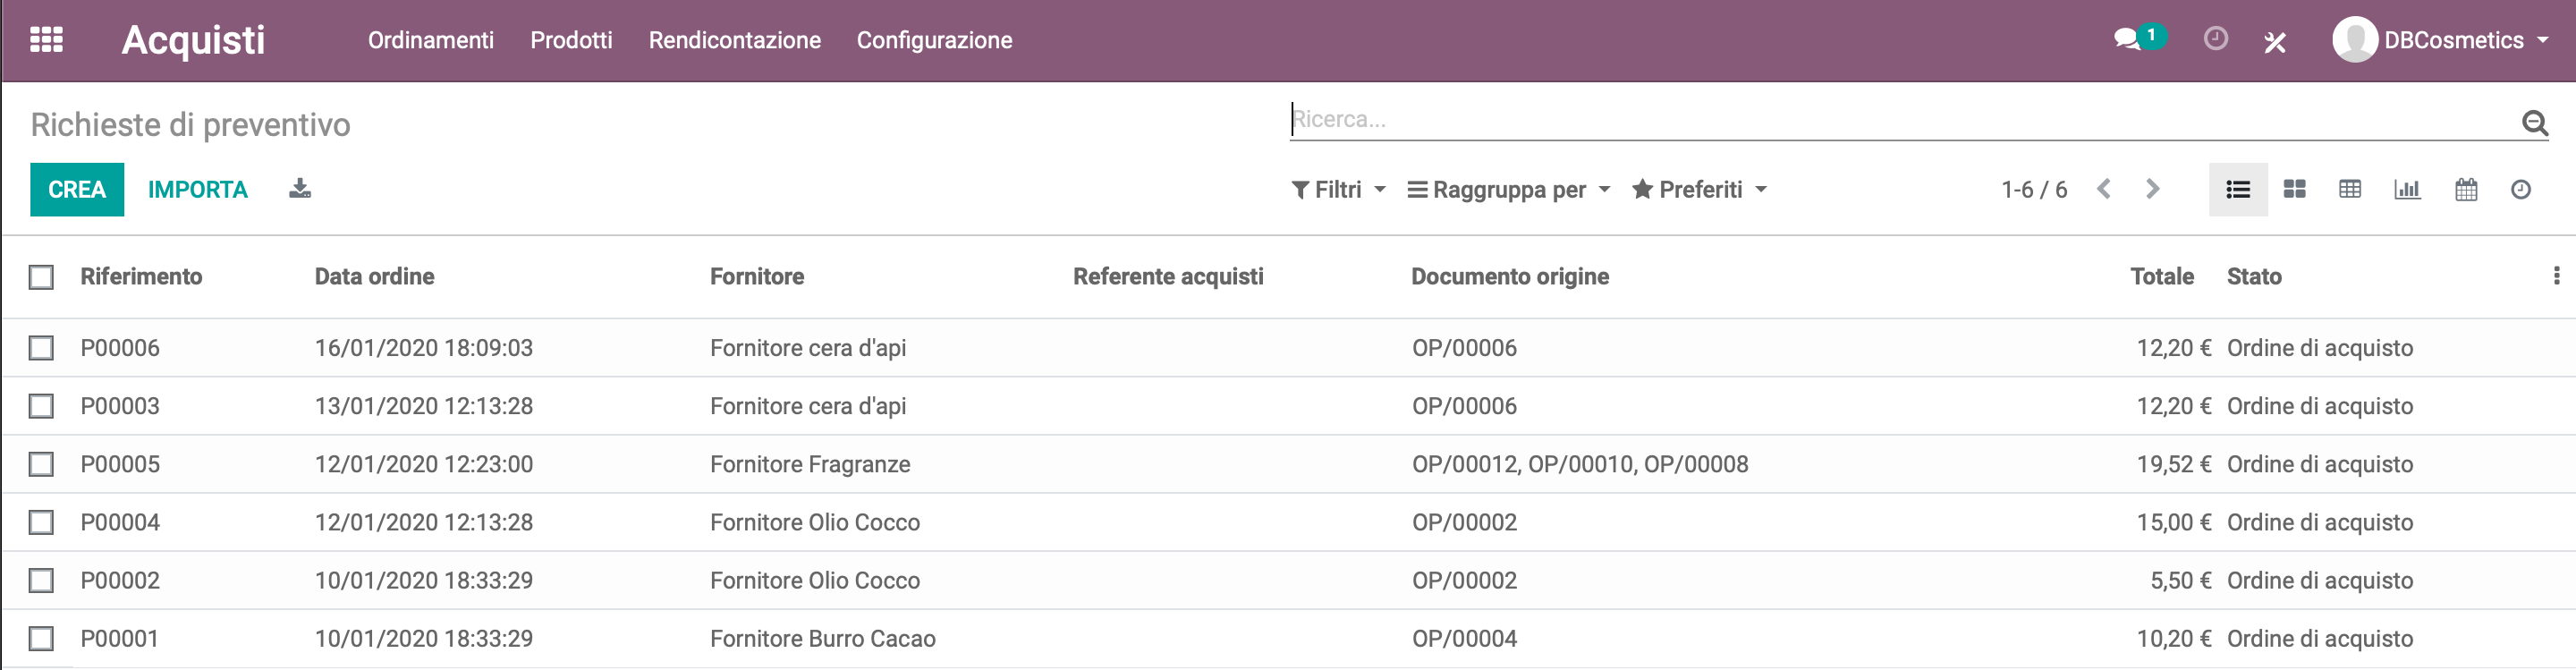 Acquisti Ordinamenti Prodotti Rendicontazione Configurazione 1 DBCosmetics
Richieste di preventivo Ricerca...
CREA IMPORTA Filtri Raggruppa per Preferiti 1-6 / 6
Riferimento Data ordine Fornitore Referente acquisti Documento origine Totale Stato
P00006 16/01/2020 18:09:03 Fornitore cera d'api OP/00006 12,20 € Ordine di acquisto
P00003 13/01/2020 12:13:28 Fornitore cera d'api OP/00006 12,20 € Ordine di acquisto
P00005 12/01/2020 12:23:00 Fornitore Fragranze OP/00012, OP/00010, OP/00008 19,52 € Ordine di acquisto
P00004 12/01/2020 12:13:28 Fornitore Olio Cocco OP/00002 15,00 € Ordine di acquisto
P00002 10/01/2020 18:33:29 Fornitore Olio Cocco OP/00002 5,50 € Ordine di acquisto
P00001 10/01/2020 18:33:29 Fornitore Burro Cacao OP/00004 10,20 € Ordine di acquisto